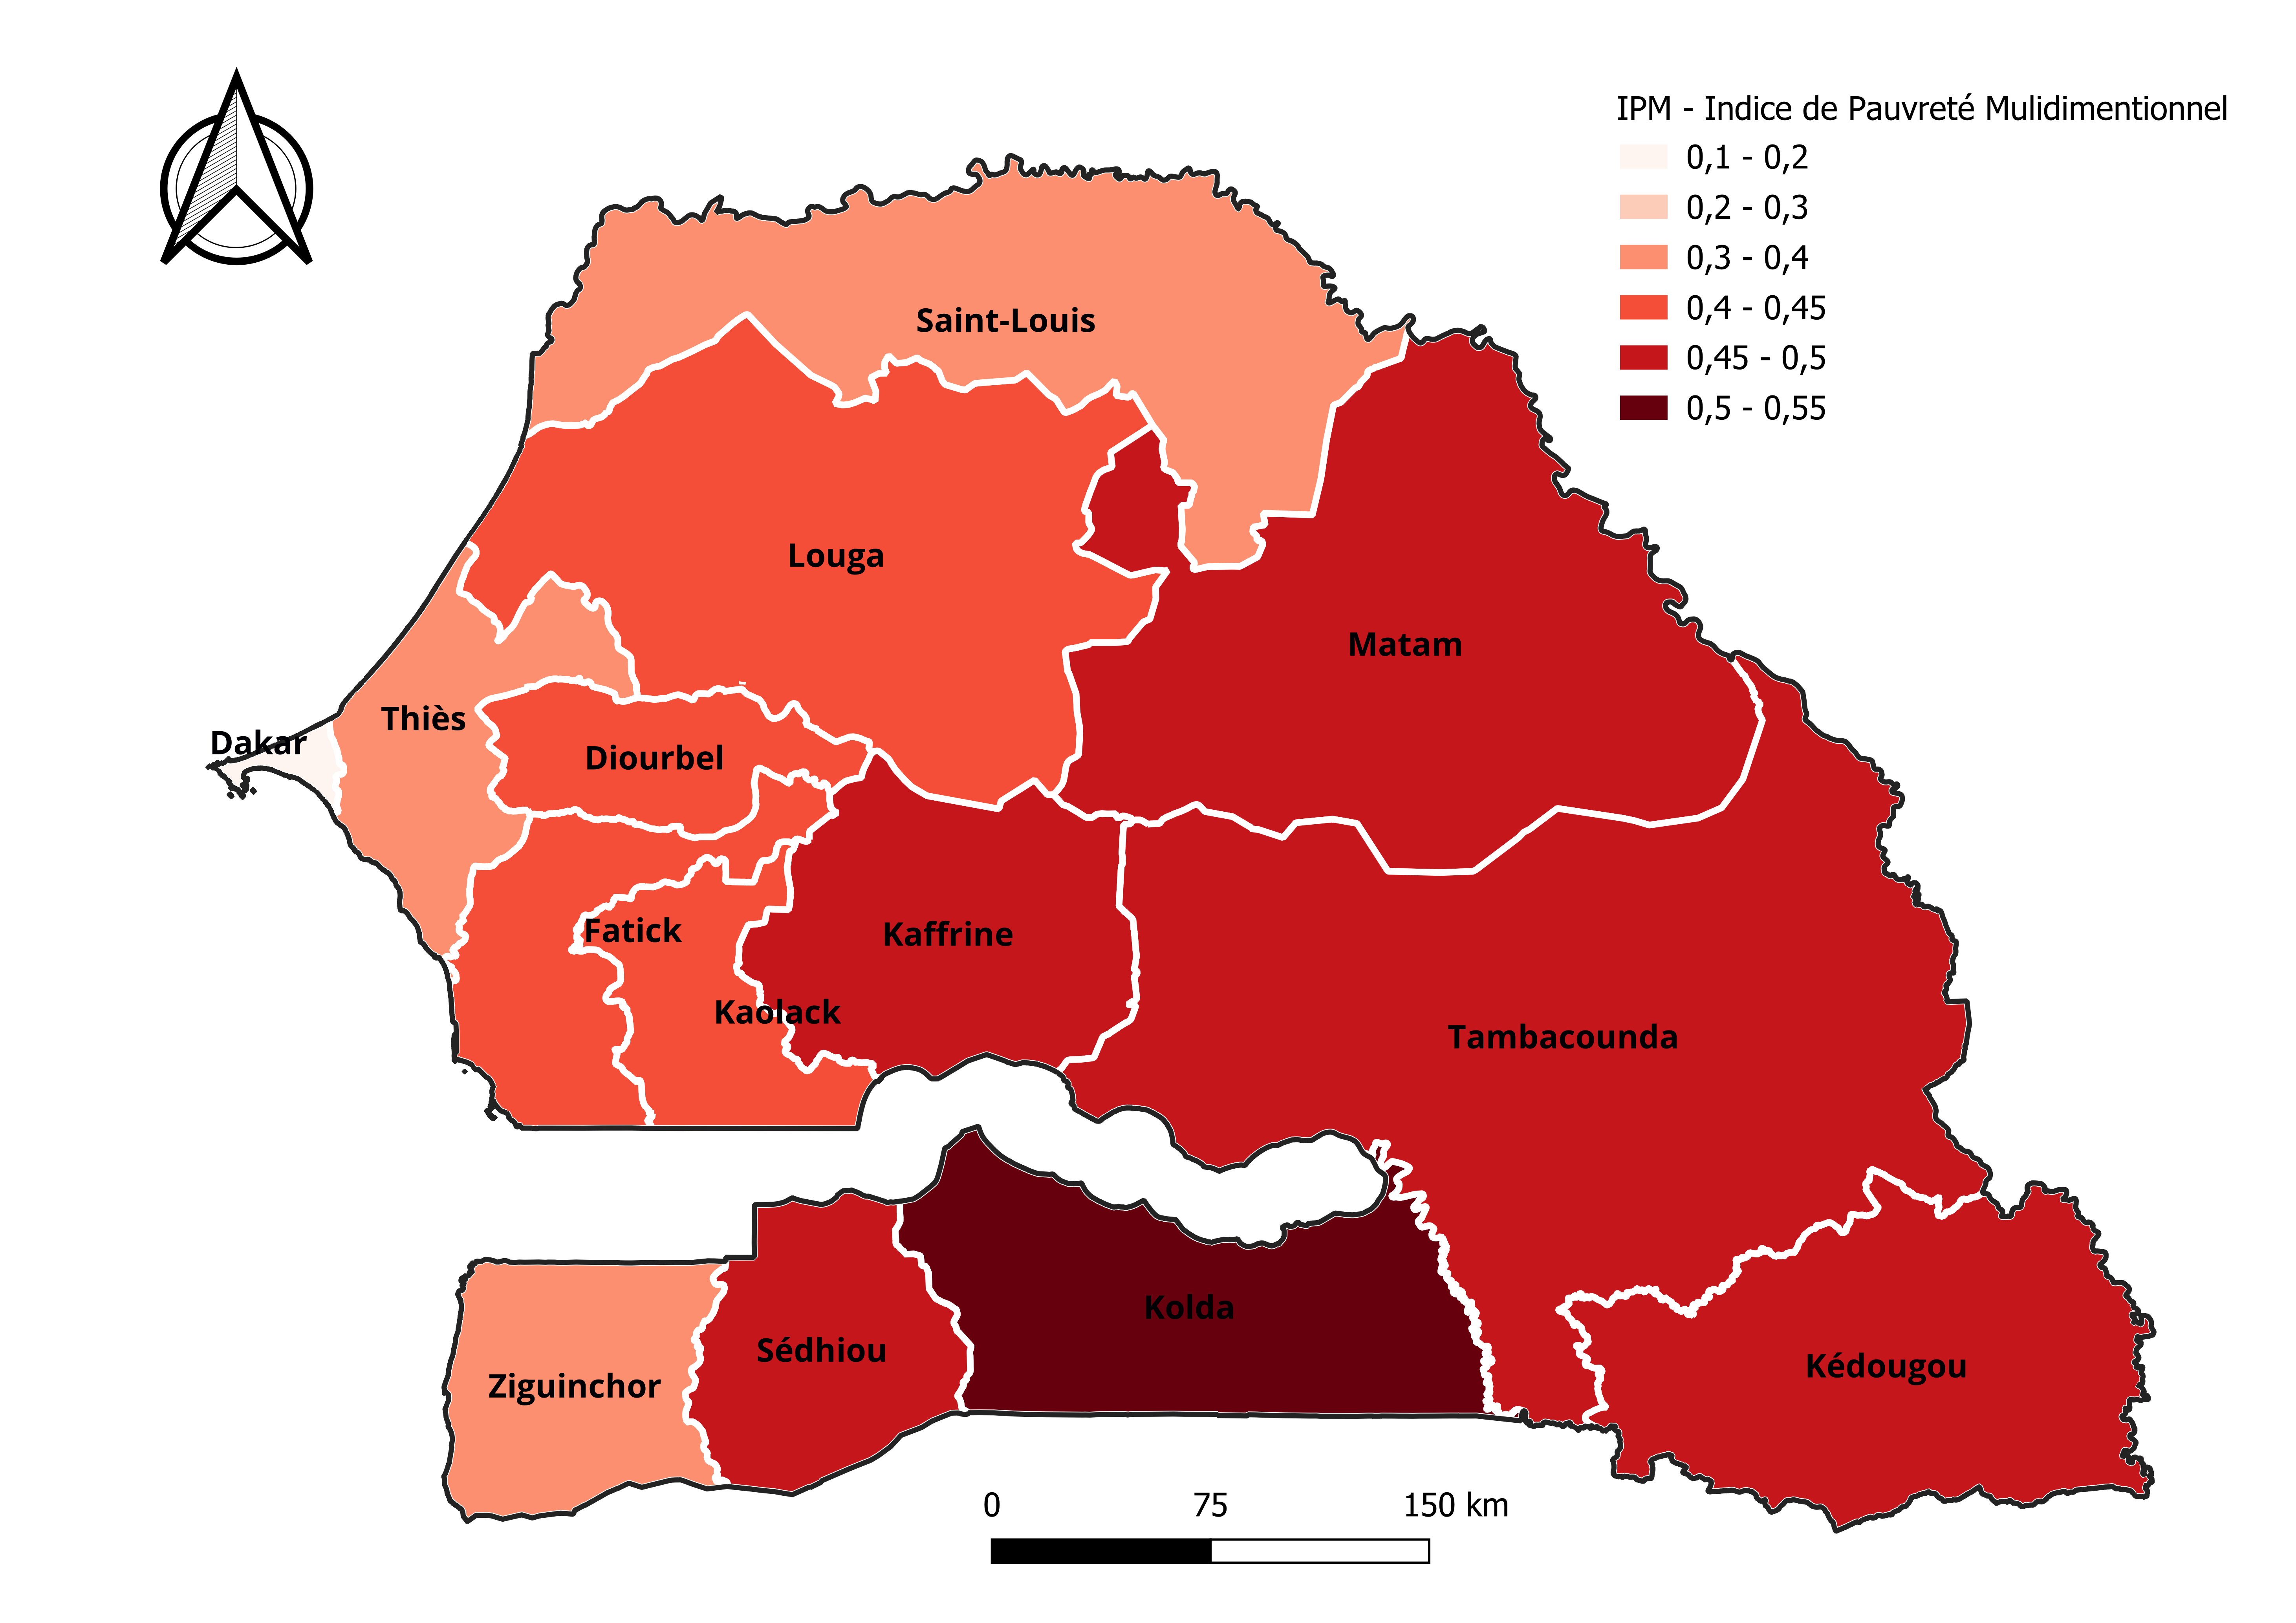 IPM - Indice de Pauvreté Mulidimentionnel
0,1 - 0,2
0,2 - 0,3
0,3 - 0,4
0,4 - 0,45
0,45 - 0,5
0,5 - 0,55
Saint-Louis
Louga
Matam
Thiès
Dakar
Diourbel
Fatick
Kaffrine
Kaolack
Tambacounda
Kolda
Sédhiou
Kédougou
Ziguinchor
0 75 150 km